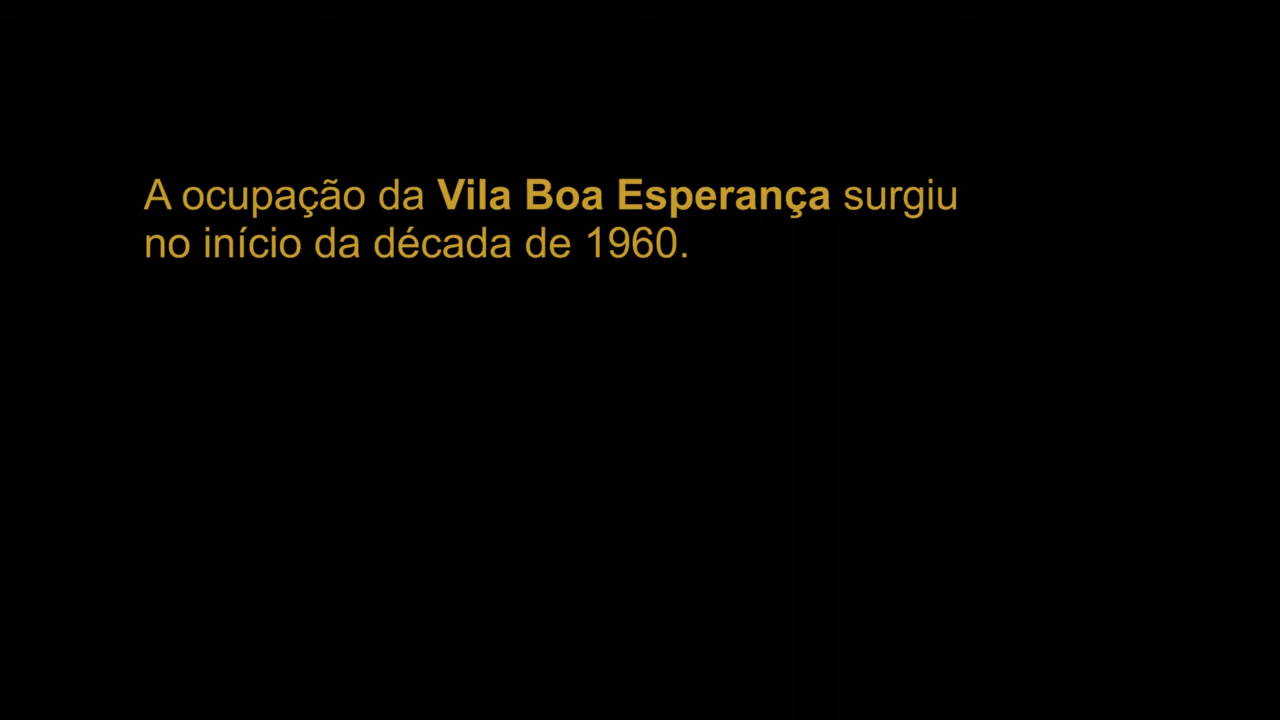 A ocupação da Vila Boa Esperança surgiu
no início da década de 1960.